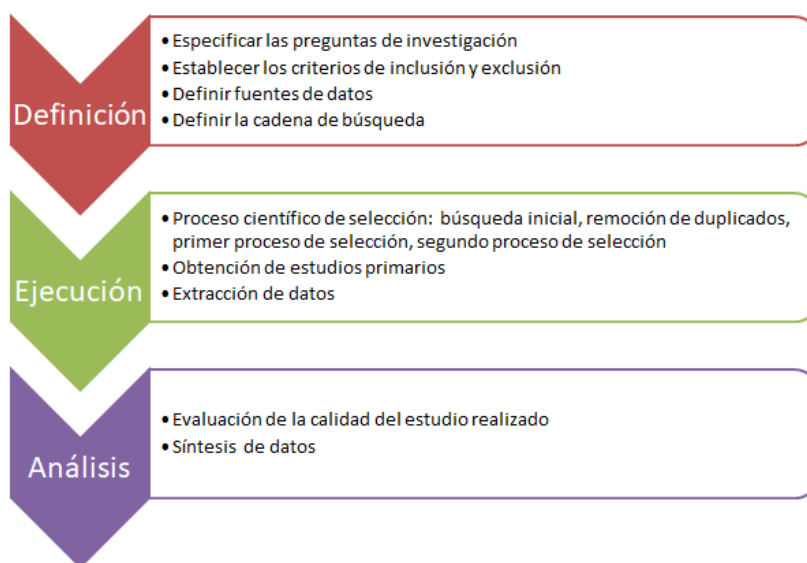 Definición
• Especificar las preguntas de investigación
• Establecer los criterios de inclusión y exclusión
• Definir fuentes de datos
• Definir la cadena de búsqueda
Ejecución
• Proceso científico de selección: búsqueda inicial, remoción de duplicados,
primer proceso de selección, segundo proceso de selección
• Obtención de estudios primarios
• Extracción de datos
Análisis
• Evaluación de la calidad del estudio realizado
• Síntesis de datos